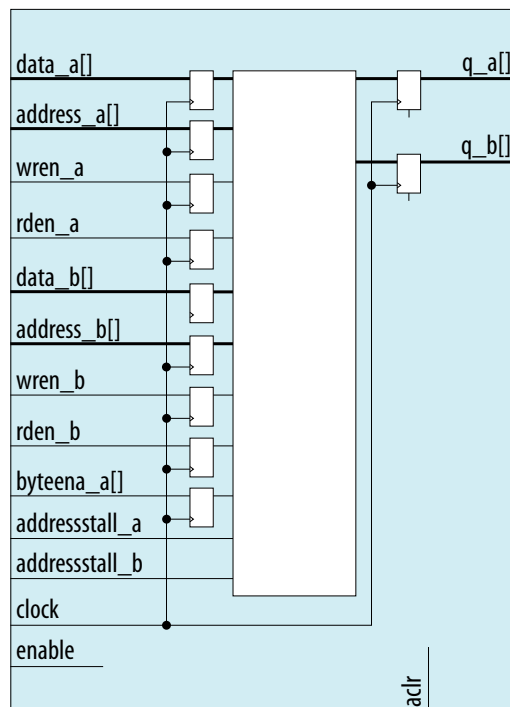 data_a[]
q_a[]
address_a[]
q_b[]
wren_a
rden_a
data_b[]
address_b[]
wren_b
rden_b
byteena_a[]
addressstall_a
addressstall_b
clock
enable
aclr